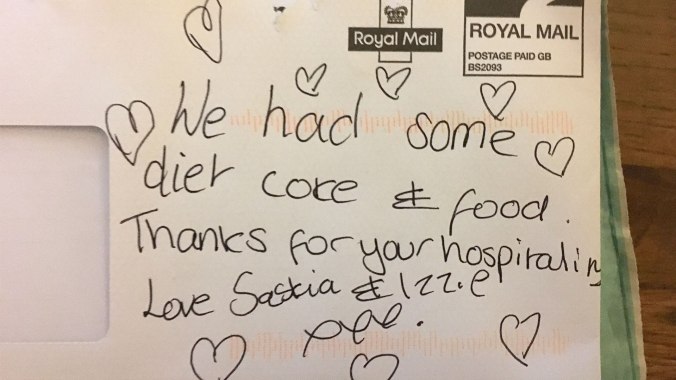 Royal Mail
ROYAL MAIL
POSTAGE PAID GB
BS2093
We had some
diet coke & food.
Thanks for your hospitality
Love Saskia & Izzie
xoxo.